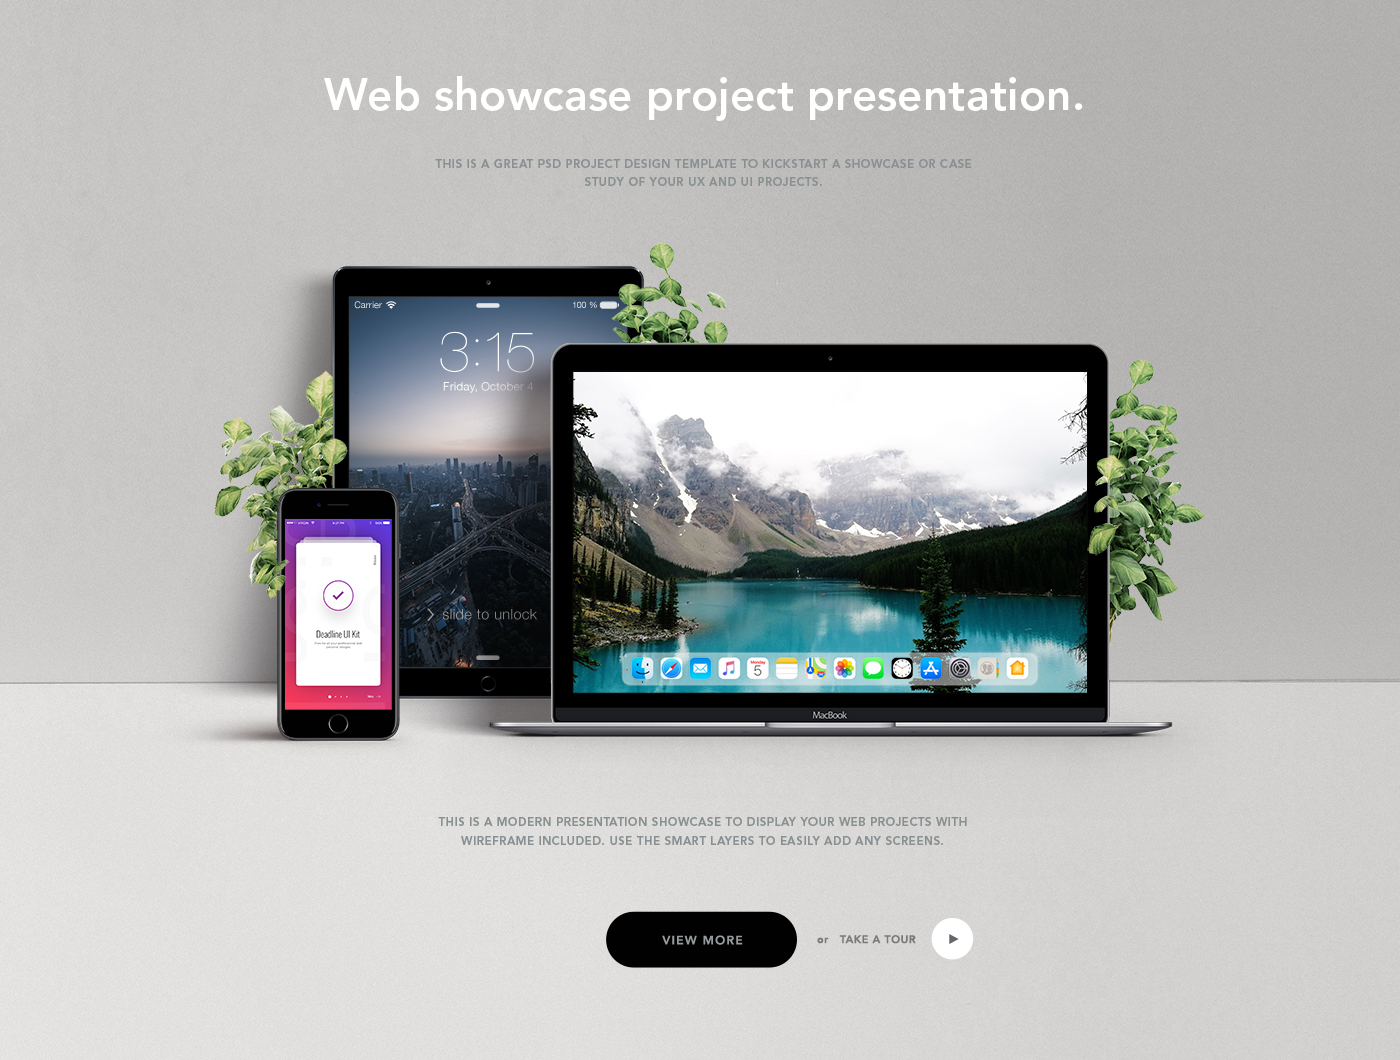 Web showcase project presentation.
THIS IS A GREAT PSD PROJECT DESIGN TEMPLATE TO KICKSTART A SHOWCASE OR CASE
STUDY OF YOUR UX AND UI PROJECTS.
Carrier 100 %
3:15
Friday, October 4
slide to unlock
Deadline UI Kit
Monday
5
MacBook
THIS IS A MODERN PRESENTATION SHOWCASE TO DISPLAY YOUR WEB PROJECTS WITH
WIREFRAME INCLUDED. USE THE SMART LAYERS TO EASILY ADD ANY SCREENS.
VIEW MORE or TAKE A TOUR